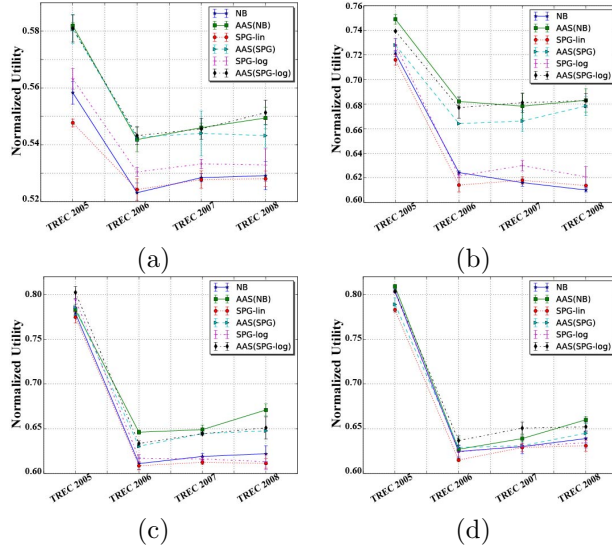 Normalized Utility
0.58
0.56
0.54
0.52
TREC 2005
TREC 2006
TREC 2007
TREC 2008
NB
AAS(NB)
SPG-lin
AAS(SPG)
SPG-log
AAS(SPG-log)
(a)
Normalized Utility
0.76
0.74
0.72
0.70
0.68
0.66
0.64
0.62
0.60
TREC 2005
TREC 2006
TREC 2007
TREC 2008
NB
AAS(NB)
SPG-lin
AAS(SPG)
SPG-log
AAS(SPG-log)
(b)
Normalized Utility
0.80
0.75
0.70
0.65
0.60
TREC 2005
TREC 2006
TREC 2007
TREC 2008
NB
AAS(NB)
SPG-lin
AAS(SPG)
SPG-log
AAS(SPG-log)
(c)
Normalized Utility
0.80
0.75
0.70
0.65
0.60
TREC 2005
TREC 2006
TREC 2007
TREC 2008
NB
AAS(NB)
SPG-lin
AAS(SPG)
SPG-log
AAS(SPG-log)
(d)